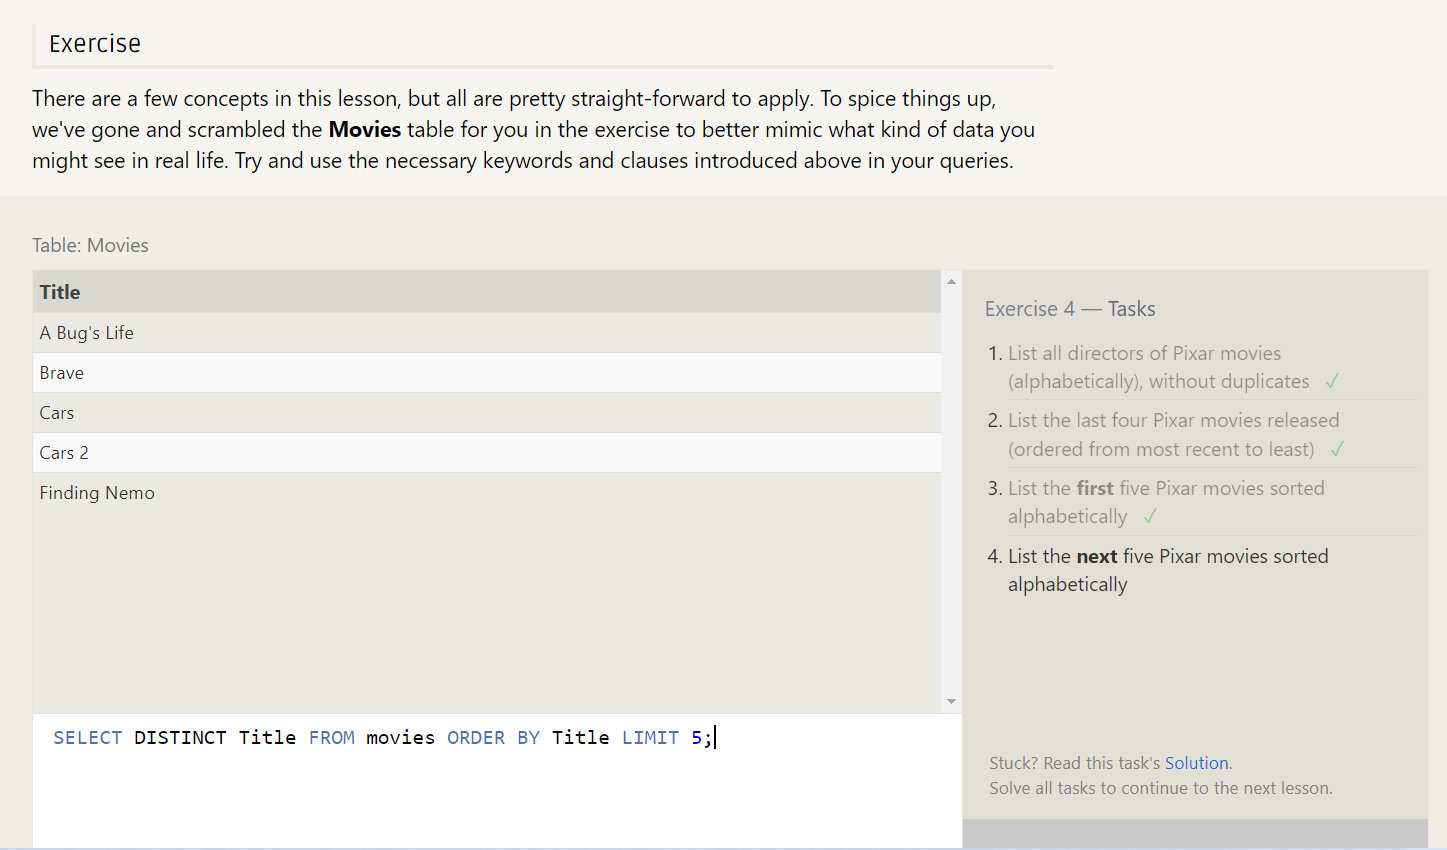 Exercise
There are a few concepts in this lesson, but all are pretty straight-forward to apply. To spice things up,
we've gone and scrambled the Movies table for you in the exercise to better mimic what kind of data you
might see in real life. Try and use the necessary keywords and clauses introduced above in your queries.
Table: Movies
Title
A Bug's Life
Brave
Cars
Cars 2
Finding Nemo
SELECT DISTINCT Title FROM movies ORDER BY Title LIMIT 5;
Exercise 4 — Tasks
1. List all directors of Pixar movies
(alphabetically), without duplicates ✓
2. List the last four Pixar movies released
(ordered from most recent to least) ✓
3. List the first five Pixar movies sorted
alphabetically ✓
4. List the next five Pixar movies sorted
alphabetically
Stuck? Read this task's Solution.
Solve all tasks to continue to the next lesson.